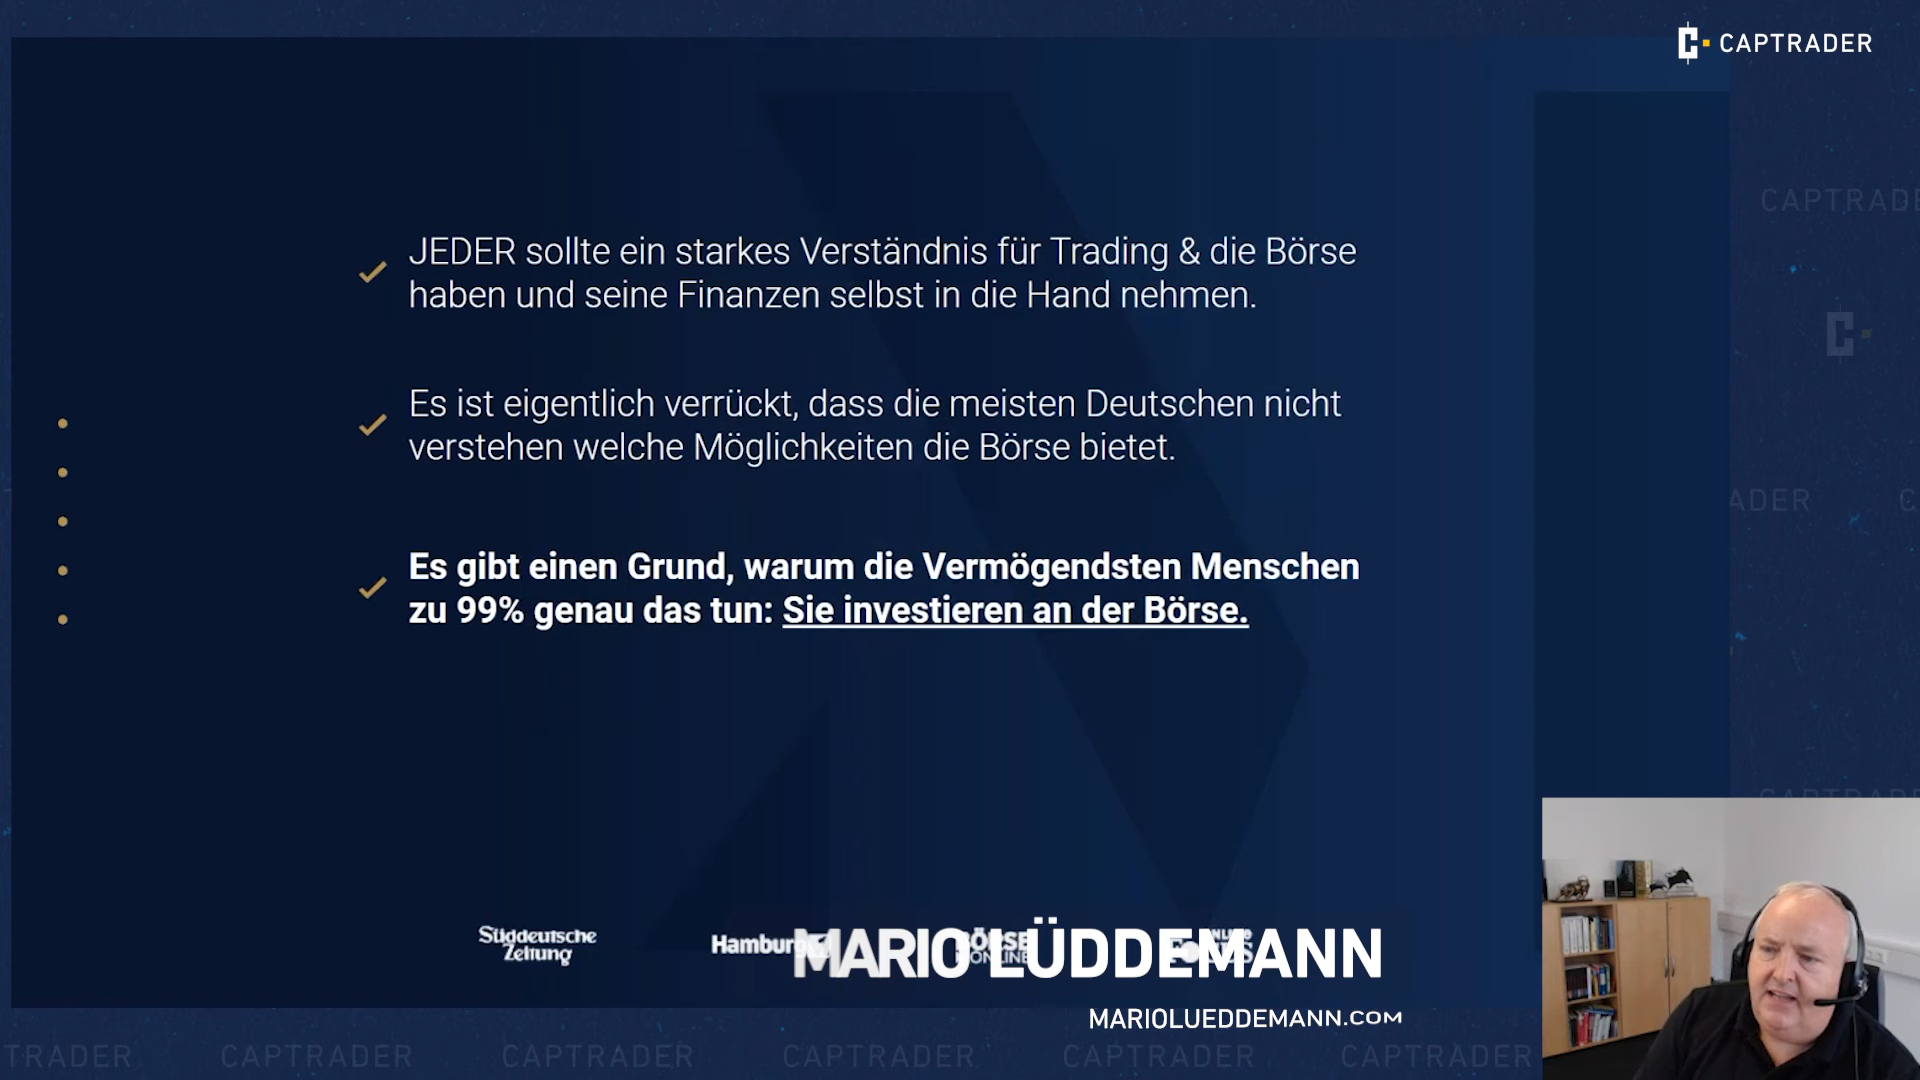 CAPTRADER
JEDER sollte ein starkes Verständnis für Trading & die Börse
haben und seine Finanzen selbst in die Hand nehmen.
Es ist eigentlich verrückt, dass die meisten Deutschen nicht
verstehen welche Möglichkeiten die Börse bietet.
Es gibt einen Grund, warum die Vermögendsten Menschen
zu 99% genau das tun: Sie investieren an der Börse.
Süddeutsche
Zeitung
MARIO LÜDDEMANN
MARIOLUEDDEMANN.COM
TRADER CAPTRADER CAPTRADER CAPTRADER CAPTRADER CAPTRADER